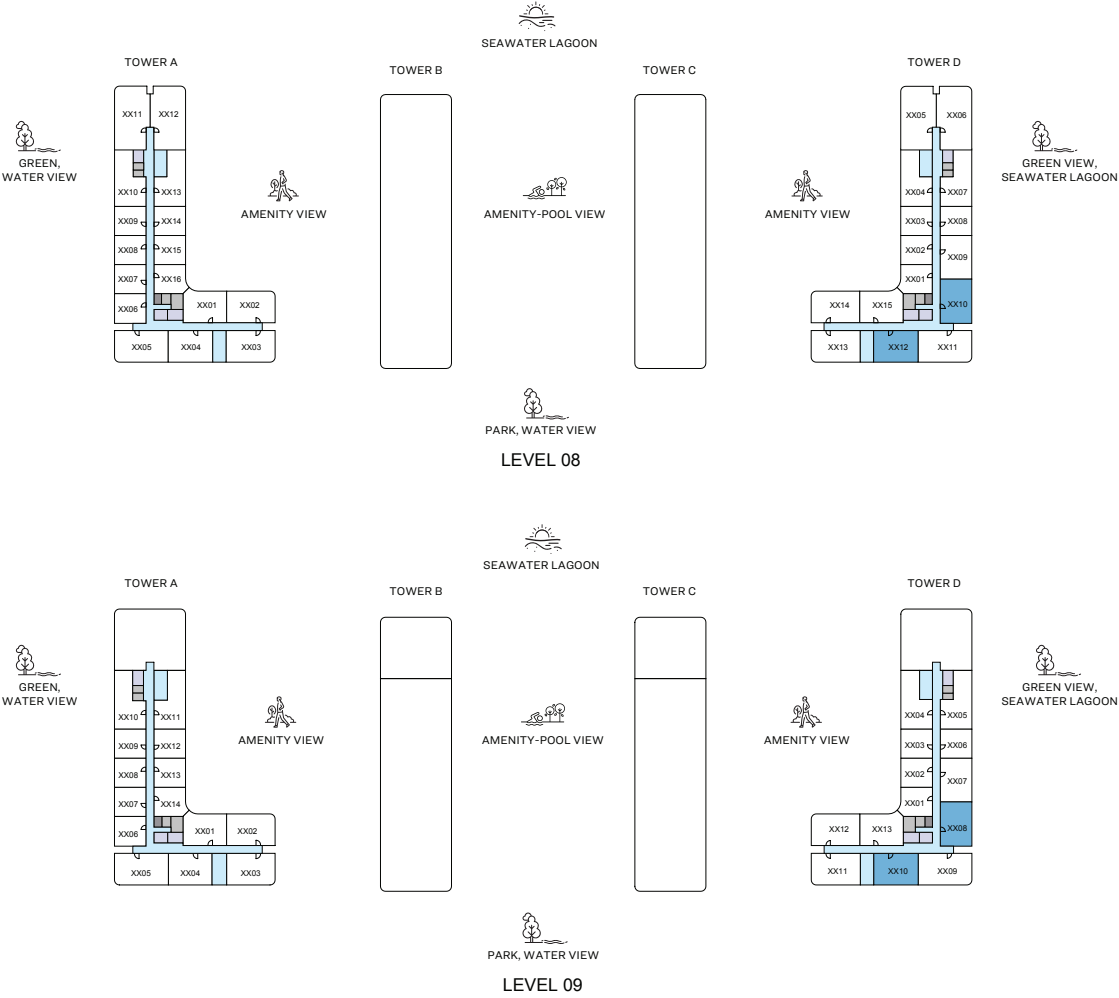 SEAWATER LAGOON
TOWER A
TOWER B
TOWER C
TOWER D
XX11
XX12
XX05
XX06
GREEN,
WATER VIEW
GREEN VIEW,
SEAWATER LAGOON
XX10
XX13
XX04
XX07
AMENITY VIEW
AMENITY-POOL VIEW
AMENITY VIEW
XX09
XX14
XX03
XX08
XX08
XX15
XX02
XX09
XX07
XX16
XX01
XX06
XX01
XX02
XX14
XX15
XX10
XX05
XX04
XX03
XX13
XX12
XX11
PARK, WATER VIEW
LEVEL 08
SEAWATER LAGOON
TOWER A
TOWER B
TOWER C
TOWER D
GREEN,
WATER VIEW
GREEN VIEW,
SEAWATER LAGOON
XX10
XX11
XX04
XX05
AMENITY VIEW
AMENITY-POOL VIEW
AMENITY VIEW
XX09
XX12
XX03
XX06
XX08
XX13
XX02
XX07
XX07
XX14
XX01
XX06
XX01
XX02
XX12
XX13
XX08
XX05
XX04
XX03
XX11
XX10
XX09
PARK, WATER VIEW
LEVEL 09